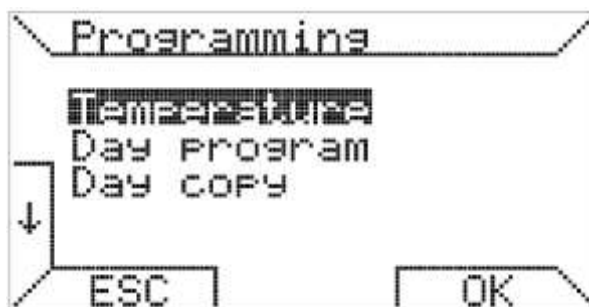 Programming
Temperature
Day program
Day copy
↓
ESC OK